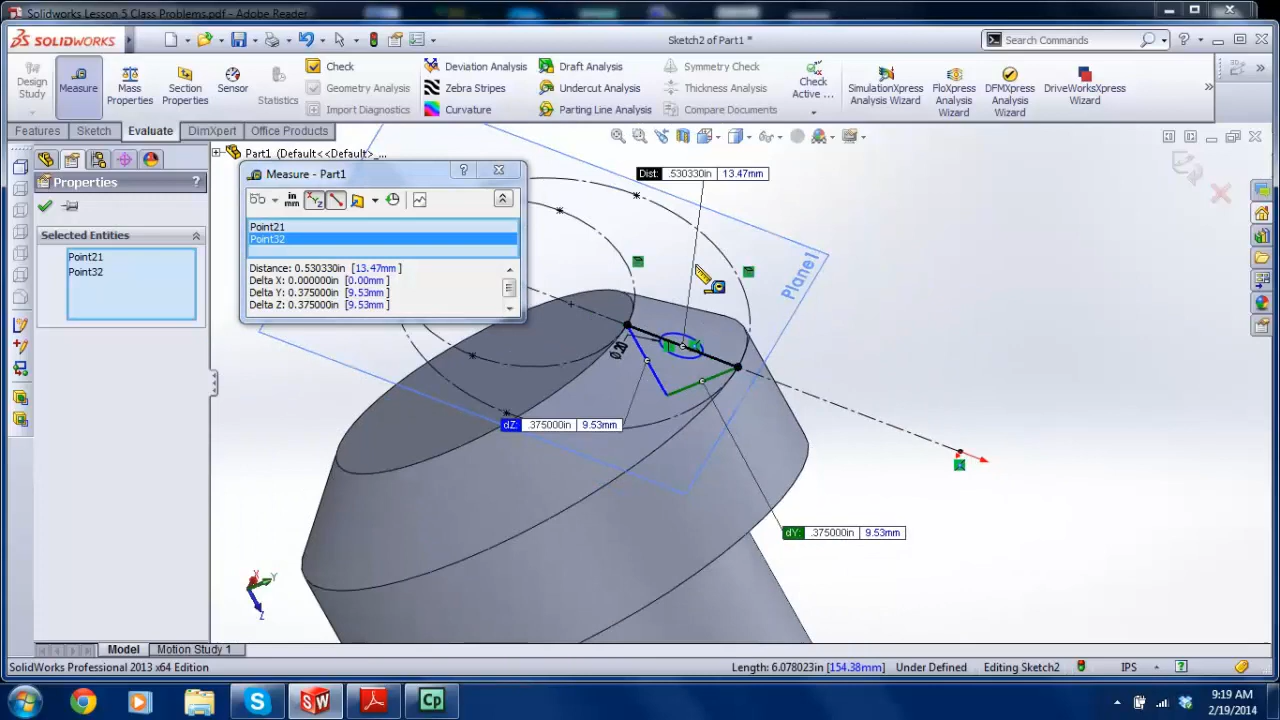 Solidworks Lesson 5 Class Problems.pdf - Adobe Reader
SOLIDWORKS
Sketch2 of Part1 *
Search Commands
Design Study
Measure
Mass Properties
Section Properties
Sensor
Statistics
Check
Geometry Analysis
Import Diagnostics
Deviation Analysis
Zebra Stripes
Curvature
Draft Analysis
Undercut Analysis
Parting Line Analysis
Symmetry Check
Thickness Analysis
Compare Documents
Check Active ...
SimulationXpress Analysis Wizard
FloXpress Analysis Wizard
DFMXpress Analysis Wizard
DriveWorksXpress Wizard
Features Sketch Evaluate DimXpert Office Products
Part1 (Default<<Default>_...
Properties ?
Selected Entities
Point21
Point32
Measure - Part1
in
mm
XYZ
Point21
Point32
Distance: 0.530330in [13.47mm ]
Delta X: 0.000000in [0.00mm ]
Delta Y: 0.375000in [9.53mm ]
Delta Z: 0.375000in [9.53mm ]
Dist: .530330in 13.47mm
Plane1
Ø.20
dZ: .375000in 9.53mm
dY: .375000in 9.53mm
X
Y
Z
Model Motion Study 1
SolidWorks Professional 2013 x64 Edition
Length: 6.078023in [154.38mm] Under Defined Editing Sketch2 IPS
S SW Cp
9:19 AM
2/19/2014